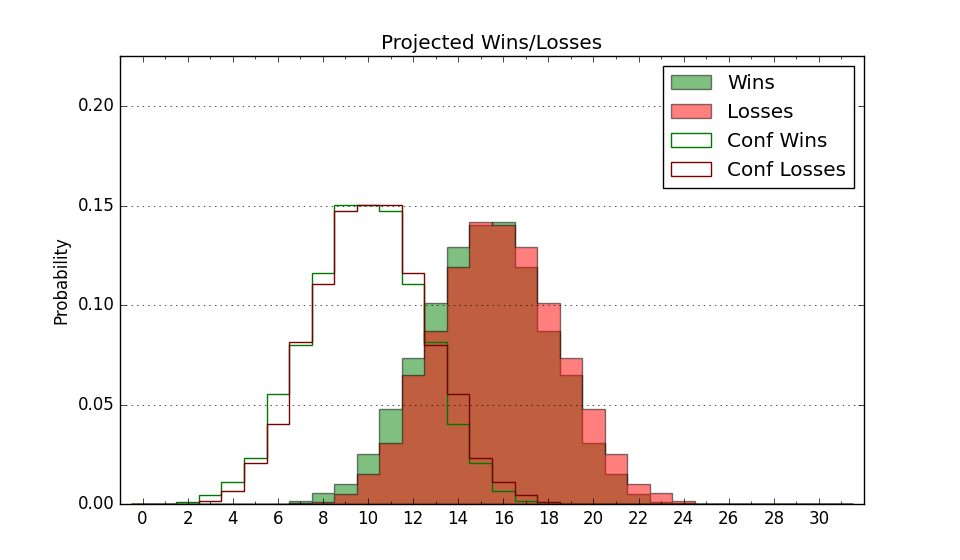 Projected Wins/Losses
Wins
Losses
Conf Wins
Conf Losses
Probability
0.20
0.15
0.10
0.05
0.00
0 2 4 6 8 10 12 14 16 18 20 22 24 26 28 30